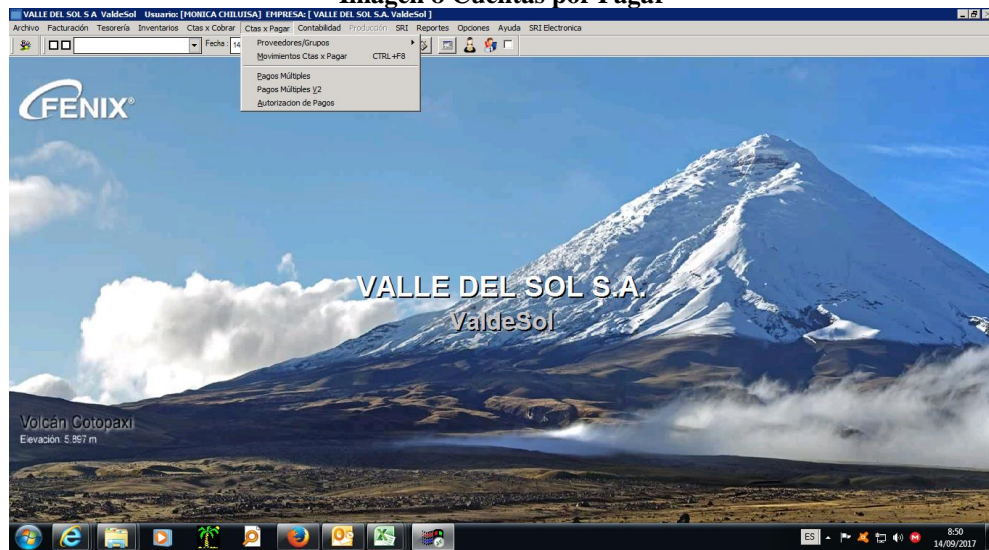 Imagen 8 Cuentas por Pagar
VALLE DEL SOL S A ValdeSol Usuario: [MONICA CHILUISA] EMPRESA: [ VALLE DEL SOL S.A. ValdeSol ]
Archivo Facturación Tesorería Inventarios Ctas x Cobrar Ctas x Pagar Contabilidad Producción SRI Reportes Opciones Ayuda SRI Electronica
Fecha: 14
Proveedores/Grupos
Movimientos Ctas x Pagar CTRL+F8
Pagos Múltiples
Pagos Múltiples V2
Autorizacion de Pagos
FENIX®
VALLE DEL SOL S.A.
ValdeSol
Volcán Cotopaxi
Elevación: 5.897 m
ES
8:50
14/09/2017